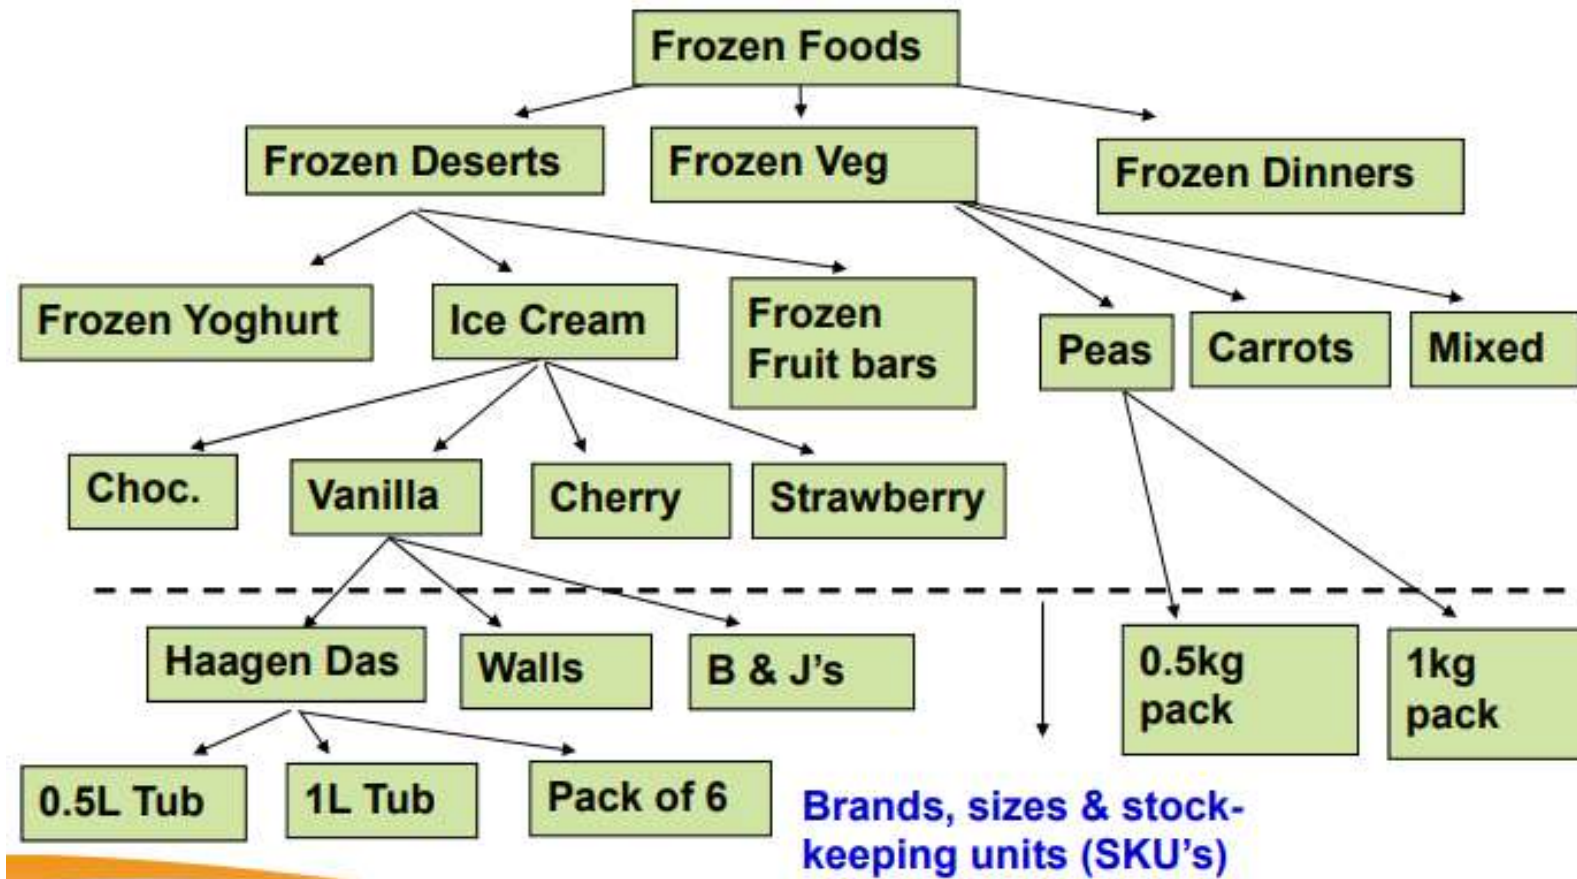 Frozen Foods
Frozen Deserts
Frozen Veg
Frozen Dinners
Frozen Yoghurt
Ice Cream
Frozen
Fruit bars
Peas
Carrots
Mixed
Choc.
Vanilla
Cherry
Strawberry
Haagen Das
Walls
B & J’s
0.5kg
pack
1kg
pack
0.5L Tub
1L Tub
Pack of 6
Brands, sizes & stock-
keeping units (SKU’s)